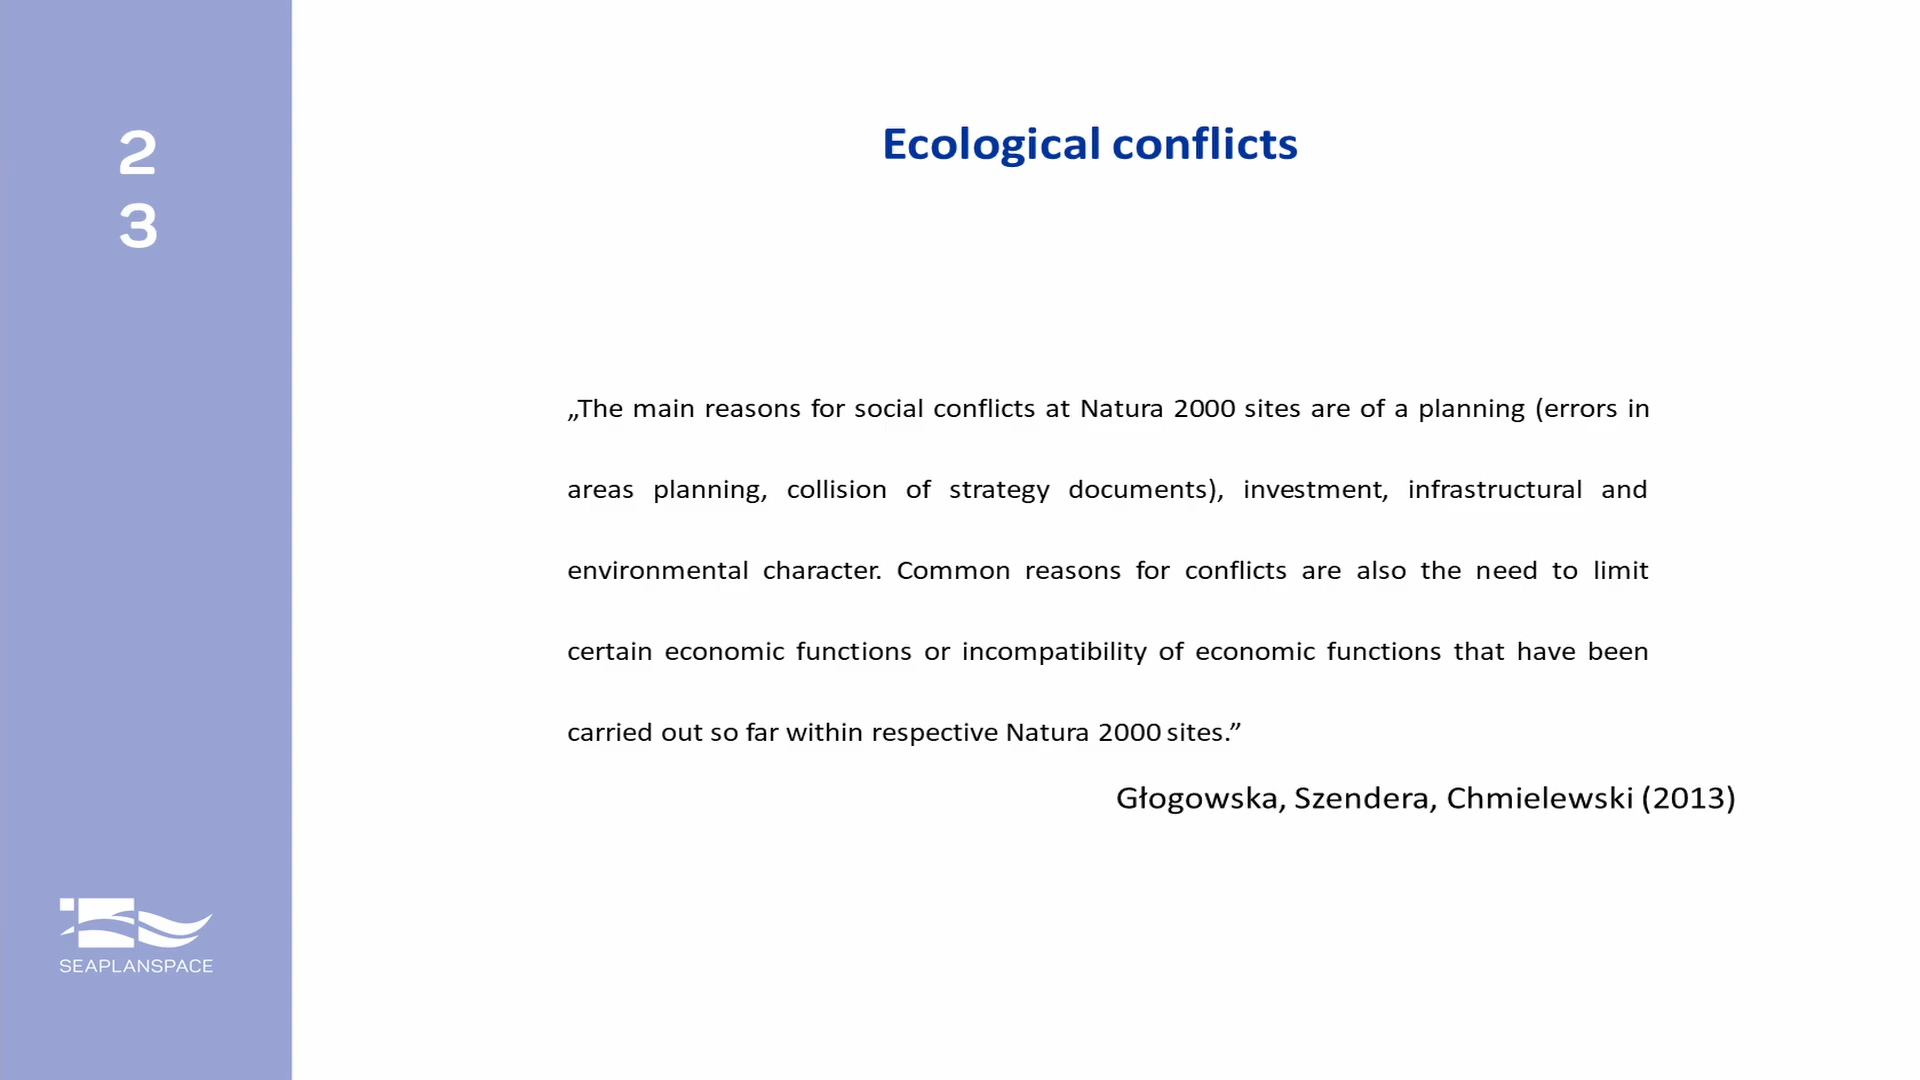 2
3
Ecological conflicts
„The main reasons for social conflicts at Natura 2000 sites are of a planning (errors in
areas planning, collision of strategy documents), investment, infrastructural and
environmental character. Common reasons for conflicts are also the need to limit
certain economic functions or incompatibility of economic functions that have been
carried out so far within respective Natura 2000 sites.”
Głogowska, Szendera, Chmielewski (2013)
SEAPLANSPACE